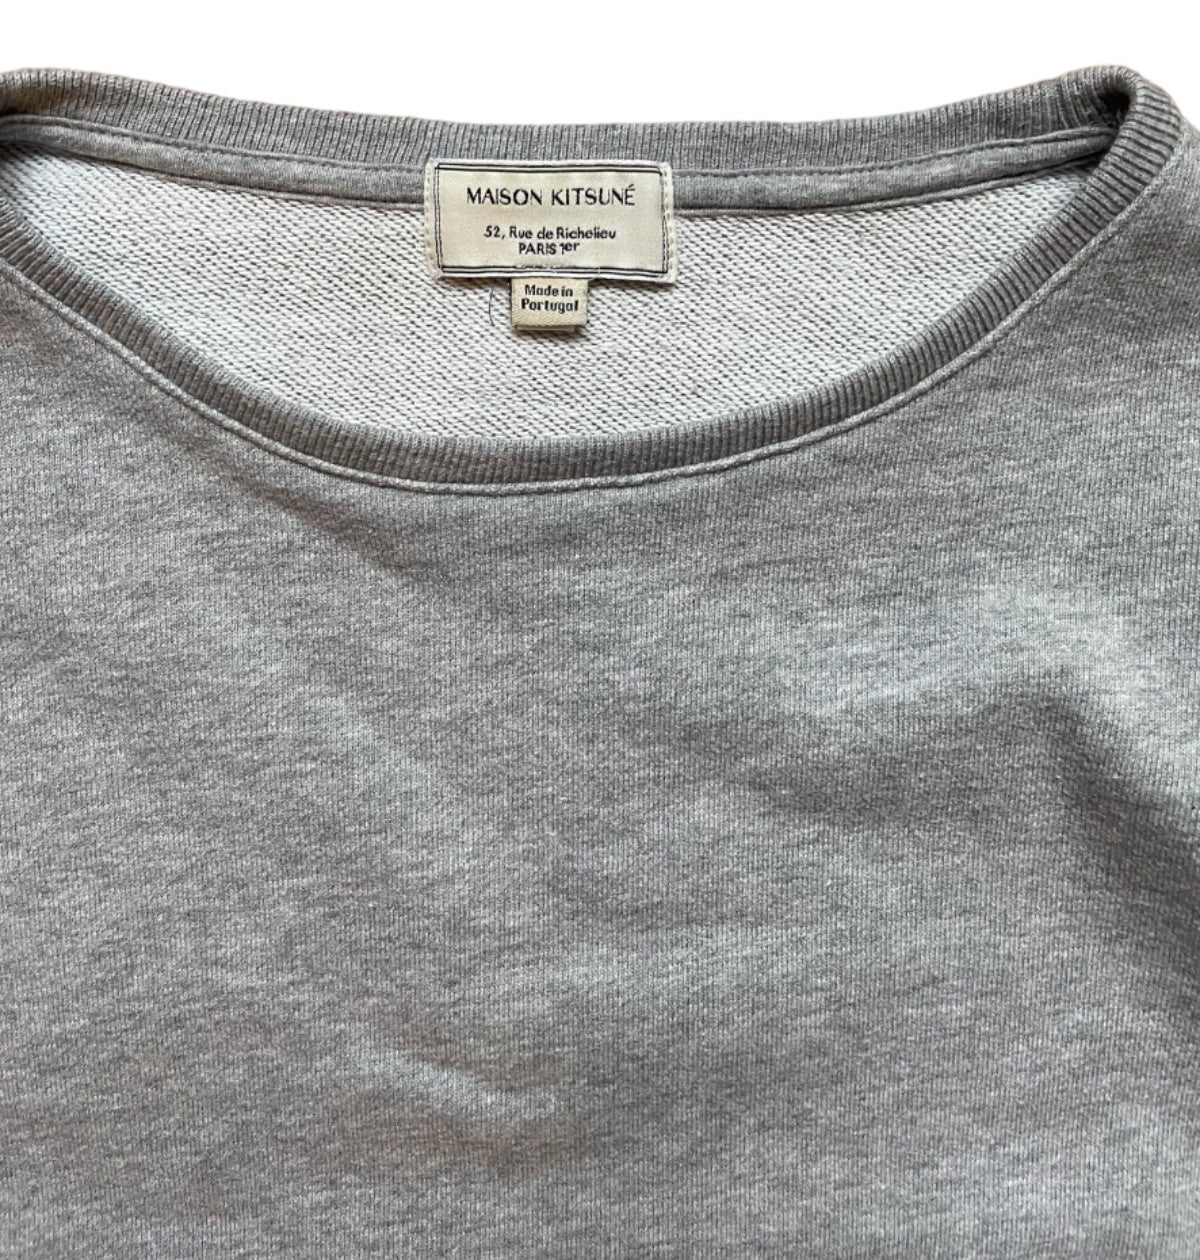 MAISON KITSUNÉ
52, Rue de Richelieu
PARIS 1er
Made in
Portugal